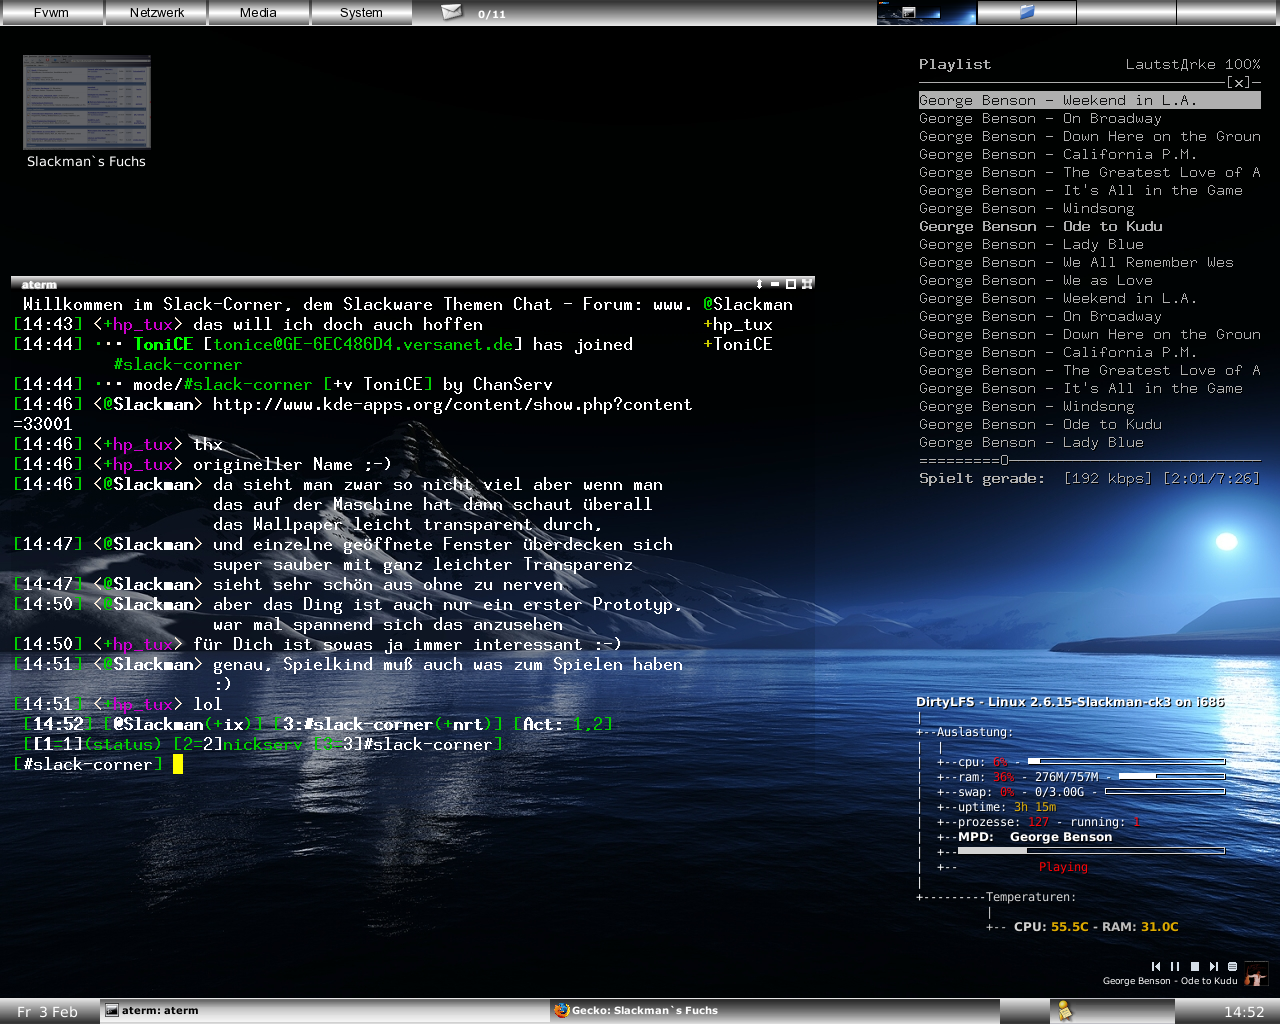 Fvwm Netzwerk Media System 0/11
Slackman`s Fuchs
Playlist Lautst 100%
[x]
George Benson - Weekend in L.A.
George Benson - On Broadway
George Benson - Down Here on the Groun
George Benson - California P.M.
George Benson - The Greatest Love of A
George Benson - It's All in the Game
George Benson - Windsong
George Benson - Ode to Kudu
George Benson - Lady Blue
George Benson - We All Remember Wes
George Benson - We as Love
George Benson - Weekend in L.A.
George Benson - On Broadway
George Benson - Down Here on the Groun
George Benson - California P.M.
George Benson - The Greatest Love of A
George Benson - It's All in the Game
George Benson - Windsong
George Benson - Ode to Kudu
George Benson - Lady Blue
=========O
Spielt gerade: [192 kbps] [2:01/7:26]
aterm
Willkommen im Slack-Corner, dem Slackware Themen Chat - Forum: www. @Slackman
[14:43] <+hp_tux> das will ich doch auch hoffen +hp_tux
[14:44] ··· ToniCE [tonice@GE-6EC486D4.versanet.de] has joined +ToniCE
#slack-corner
[14:44] ··· mode/#slack-corner [+v ToniCE] by ChanServ
[14:46] <@Slackman> http://www.kde-apps.org/content/show.php?content
=33001
[14:46] <+hp_tux> thx
[14:46] <+hp_tux> origineller Name ;-)
[14:46] <@Slackman> da sieht man zwar so nicht viel aber wenn man
das auf der Maschine hat dann schaut überall
das Wallpaper leicht transparent durch,
[14:47] <@Slackman> und einzelne geöffnete Fenster überdecken sich
super sauber mit ganz leichter Transparenz
[14:47] <@Slackman> sieht sehr schön aus ohne zu nerven
[14:50] <@Slackman> aber das Ding ist auch nur ein erster Prototyp,
war mal spannend sich das anzusehen
[14:50] <+hp_tux> für Dich ist sowas ja immer interessant :-)
[14:51] <@Slackman> genau, Spielkind muß auch was zum Spielen haben
:)
[14:51] <+hp_tux> lol
[14:52] [@Slackman(+ix)] [3:#slack-corner(+nrt)] [Act: 1,2]
[[1=1](status) [2=2]nickserv [3=3]#slack-corner]
[#slack-corner]
DirtyLFS - Linux 2.6.15-Slackman-ck3 on i686
|
+--Auslastung:
| |
| +--cpu: 6% -
| +--ram: 36% - 276M/757M -
| +--swap: 0% - 0/3.00G -
| +--uptime: 3h 15m
| +--prozesse: 127 - running: 1
| +--MPD: George Benson
| +--
| +-- Playing
|
+---------Temperaturen:
|
+-- CPU: 55.5C - RAM: 31.0C
George Benson - Ode to Kudu
Fr 3 Feb aterm: aterm Gecko: Slackman`s Fuchs 14:52